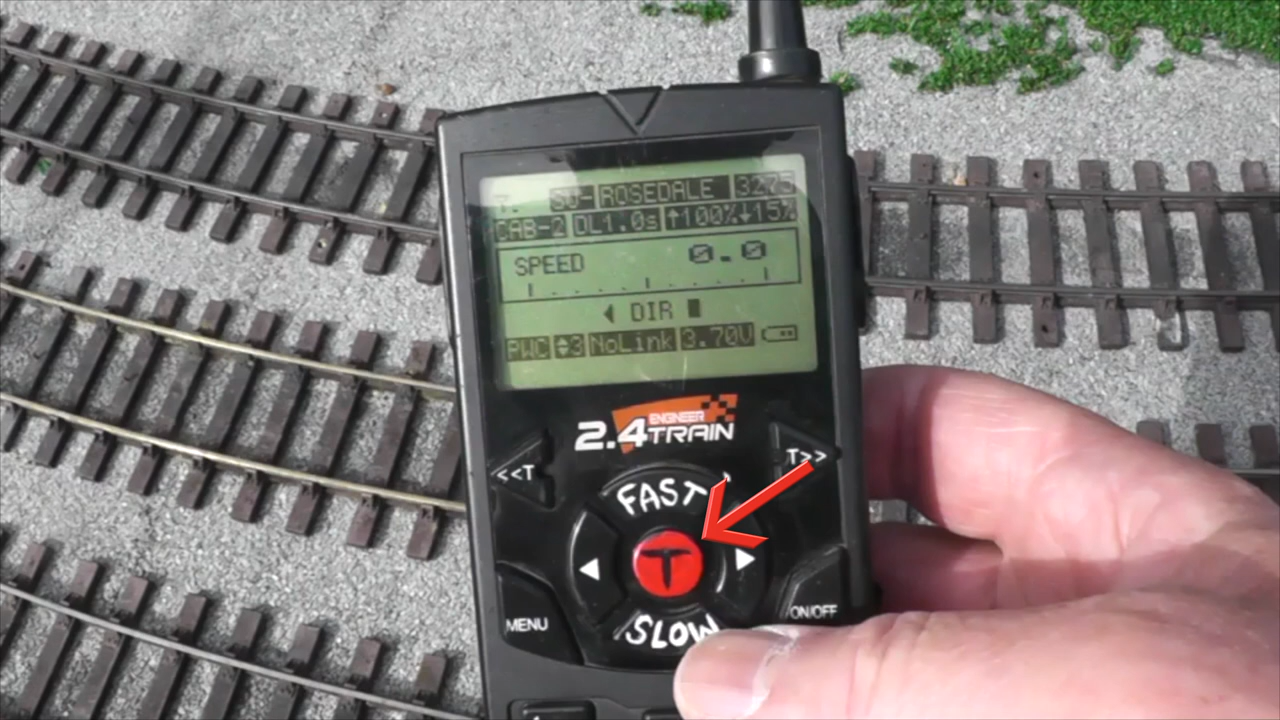 7. SU-ROSEDALE 3275
CAB-2 DL1.0s ↑100%↓15%
SPEED 0.0
◀ DIR
PWC 3 NoLink 3.70V
ENGINEER
2.4 TRAIN
<<T T>>
FAST
T
MENU ON/OFF
SLOW